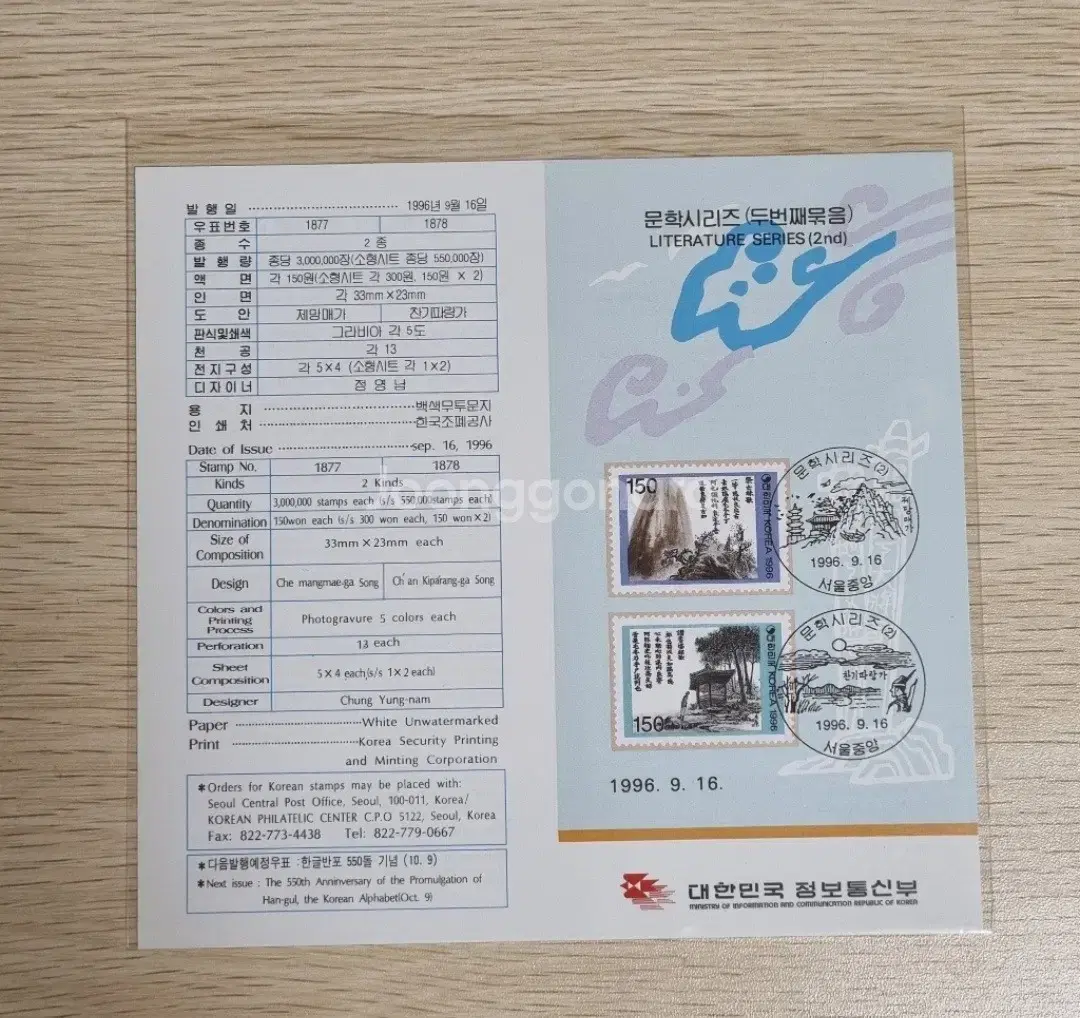 발 행 일 1996년 9월 16일
우표번호 1877 1878
종 수 2 종
발 행 량 종당 3,000,000장(소형시트 종당 550,000장)
액 면 각 150원(소형시트 각 300원, 150원 × 2)
인 면 각 33mm×23mm
도 안 제망매가 찬기파랑가
판식및쇄색 그라비아 각 5도
천 공 각 13
전지구성 각 5×4 (소형시트 각 1×2)
디자이너 정 영 남
용 지 백색무투문지
인 쇄 처 한국조폐공사
Date of Issue sep. 16, 1996
Stamp No. 1877 1878
Kinds 2 Kinds
Quantity 3,000,000 stamps each (s/s 550,000stamps each)
Denomination 150won each (s/s 300 won each, 150 won×2)
Size of
Composition 33mm×23mm each
Design Che mangmae-ga Song Ch'an Kipárang-ga Song
Colors and
Printing
Process Photogravure 5 colors each
Perforation 13 each
Sheet
Composition 5×4 each(s/s 1×2 each)
Designer Chung Yung-nam
Paper White Unwatermarked
Print Korea Security Printing
and Minting Corporation
*Orders for Korean stamps may be placed with:
Seoul Central Post Office, Seoul, 100-011, Korea/
KOREAN PHILATELIC CENTER C.P.O 5122, Seoul, Korea
Fax: 822-773-4438 Tel: 822-779-0667
*다음발행예정우표 : 한글반포 550돌 기념 (10. 9)
*Next issue : The 550th Anninversary of the Promulgation of
Han-gul, the Korean Alphabet(Oct. 9)
문학시리즈(두번째묶음)
LITERATURE SERIES(2nd)
150
대한민국 KOREA 1996
문학시리즈(2)
1996. 9. 16
서울중앙
150
대한민국 KOREA 1996
문학시리즈(2)
찬기파랑가
1996. 9. 16
서울중앙
1996. 9. 16.
대한민국 정보통신부
MINISTRY OF INFORMATION AND COMMUNICATION REPUBLIC OF KOREA